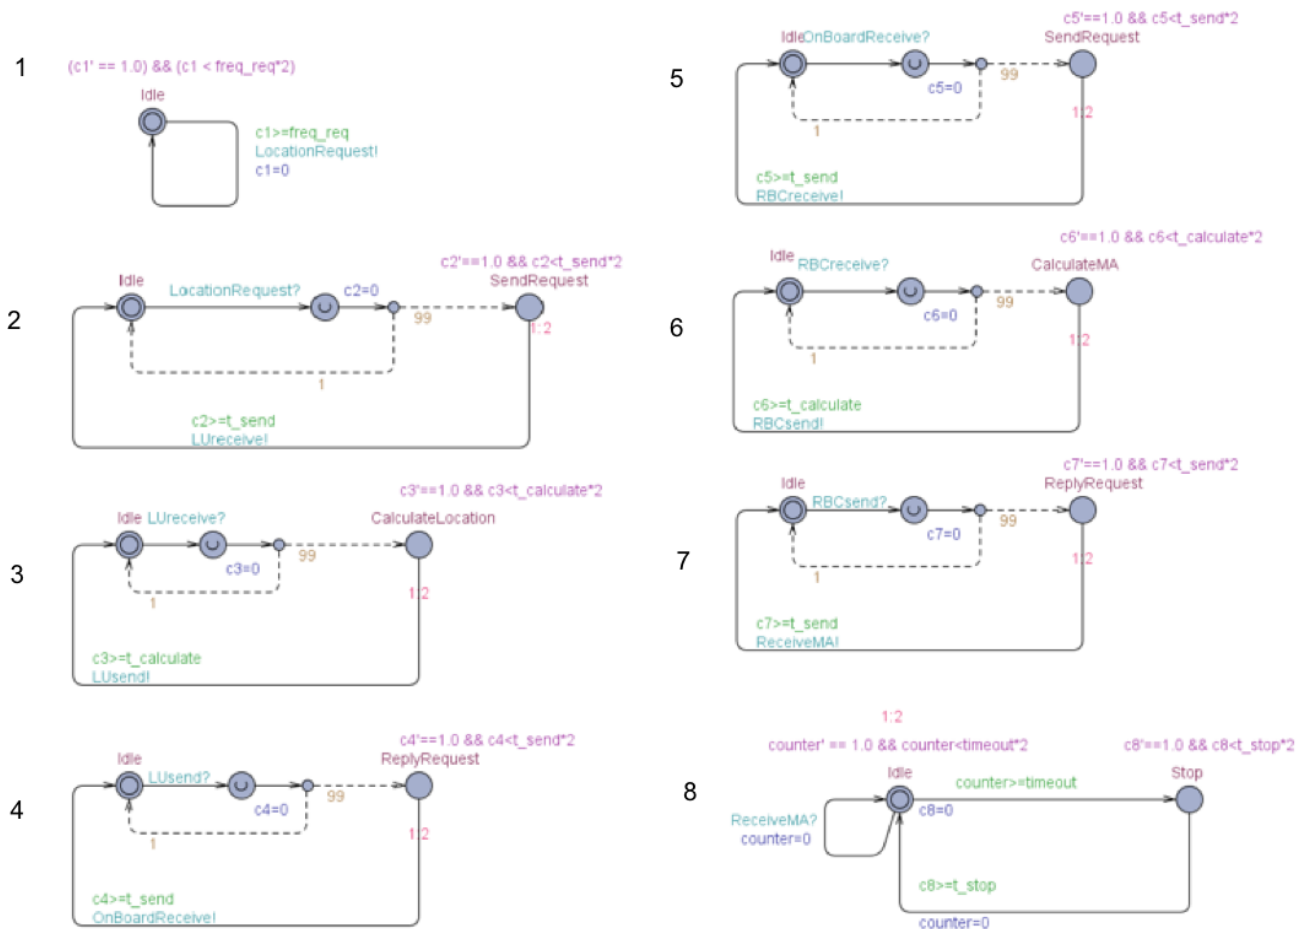 1
(c1' == 1.0) && (c1 < freq_req*2)
Idle
c1>=freq_req
LocationRequest!
c1=0
2
c2'==1.0 && c2<t_send*2
Idle
LocationRequest?
c2=0
SendRequest
99
1:2
1
c2>=t_send
LUreceive!
3
c3'==1.0 && c3<t_calculate*2
Idle
LUreceive?
CalculateLocation
c3=0
99
1:2
1
c3>=t_calculate
LUsend!
4
c4'==1.0 && c4<t_send*2
Idle
LUsend?
ReplyRequest
c4=0
99
1:2
1
c4>=t_send
OnBoardReceive!
5
c5'==1.0 && c5<t_send*2
Idle
OnBoardReceive?
SendRequest
c5=0
99
1:2
1
c5>=t_send
RBCreceive!
6
c6'==1.0 && c6<t_calculate*2
Idle
RBCreceive?
CalculateMA
c6=0
99
1:2
1
c6>=t_calculate
RBCsend!
7
c7'==1.0 && c7<t_send*2
Idle
RBCsend?
ReplyRequest
c7=0
99
1:2
1
c7>=t_send
ReceiveMA!
8
1:2
counter' == 1.0 && counter<timeout*2
c8'==1.0 && c8<t_stop*2
Idle
counter>=timeout
Stop
c8=0
ReceiveMA?
counter=0
c8>=t_stop
counter=0